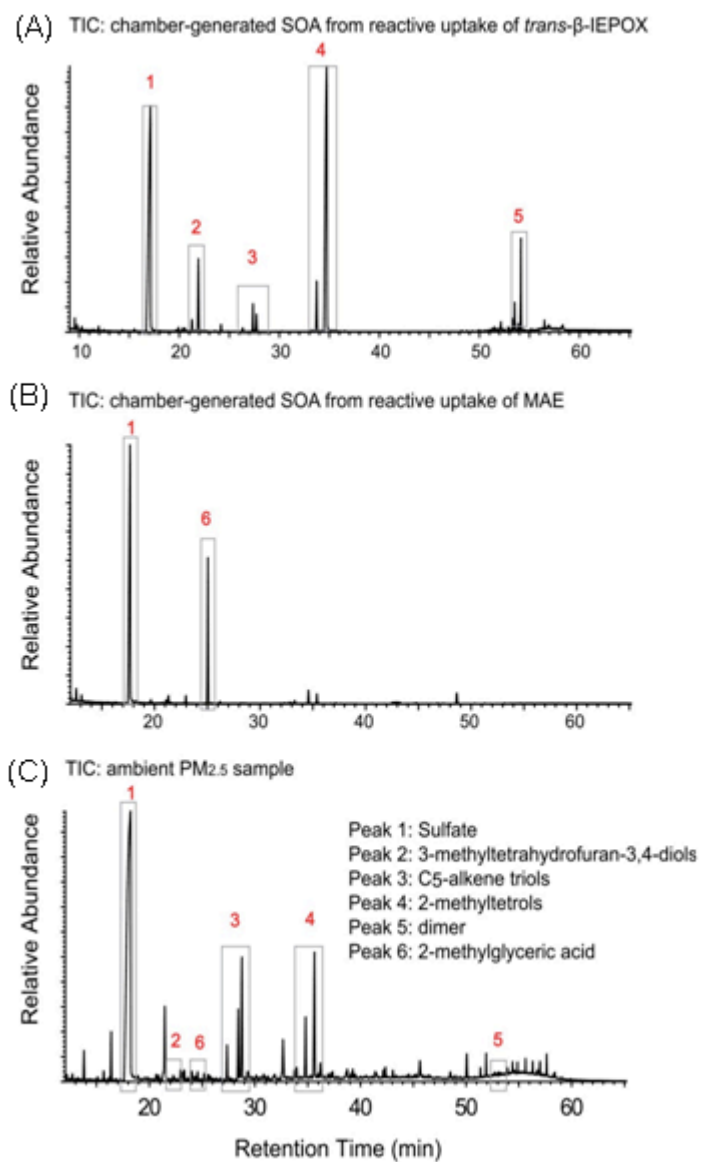 (A) TIC: chamber-generated SOA from reactive uptake of trans-β-IEPOX
1
2
3
4
5
Relative Abundance
10 20 30 40 50 60
(B) TIC: chamber-generated SOA from reactive uptake of MAE
1
6
Relative Abundance
20 30 40 50 60
(C) TIC: ambient PM2.5 sample
1
2
6
3
4
5
Peak 1: Sulfate
Peak 2: 3-methyltetrahydrofuran-3,4-diols
Peak 3: C5-alkene triols
Peak 4: 2-methyltetrols
Peak 5: dimer
Peak 6: 2-methylglyceric acid
Relative Abundance
20 30 40 50 60
Retention Time (min)